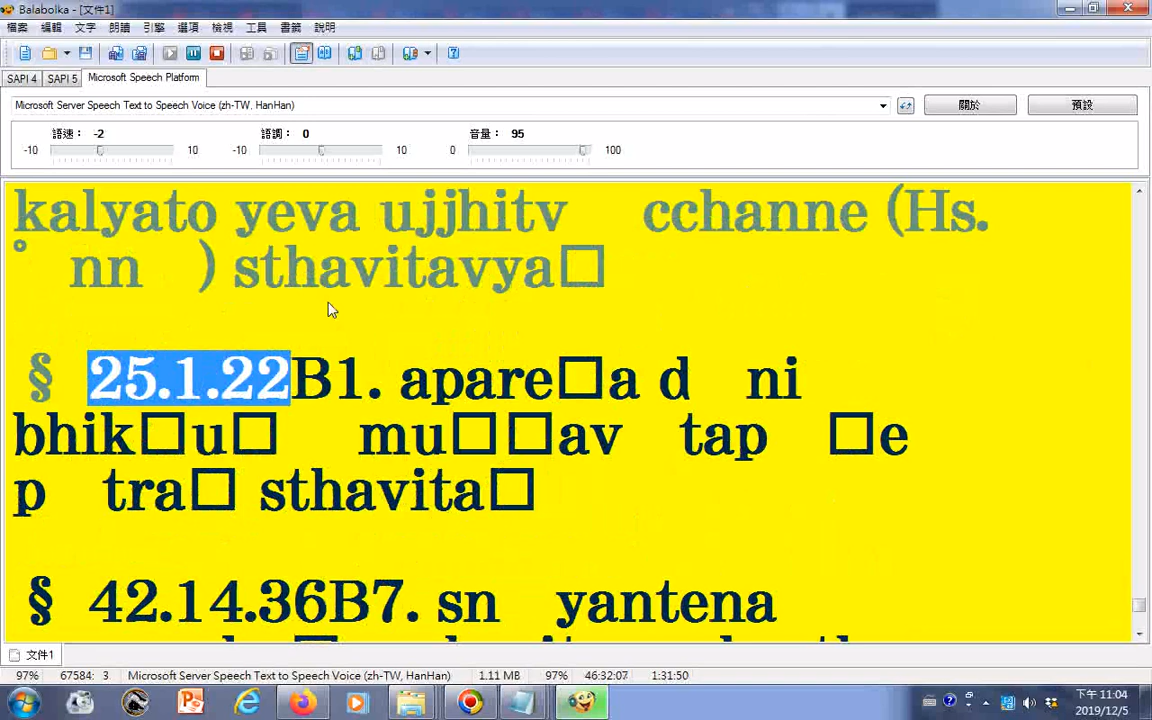 Balabolka - [文件1]
檔案 編輯 文字 朗讀 引擎 選項 檢視 工具 書籤 說明
SAPI 4 SAPI 5 Microsoft Speech Platform
Microsoft Server Speech Text to Speech Voice (zh-TW, HanHan) 關於 預設
語速： -2 語調： 0 音量： 95
-10 10 -10 10 0 100
kalyato yeva ujjhitv cchanne (Hs.
° nn ) sthavitavya□
§ 25.1.22B1. apare□a d ni
bhik□u□ mu□□av tap □e
p tra□ sthavita□
§ 42.14.36B7. sn yantena
文件1
97% 67584: 3 Microsoft Server Speech Text to Speech Voice (zh-TW, HanHan) 1.11 MB 97% 46:32:07 1:31:50
下午 11:04
2019/12/5